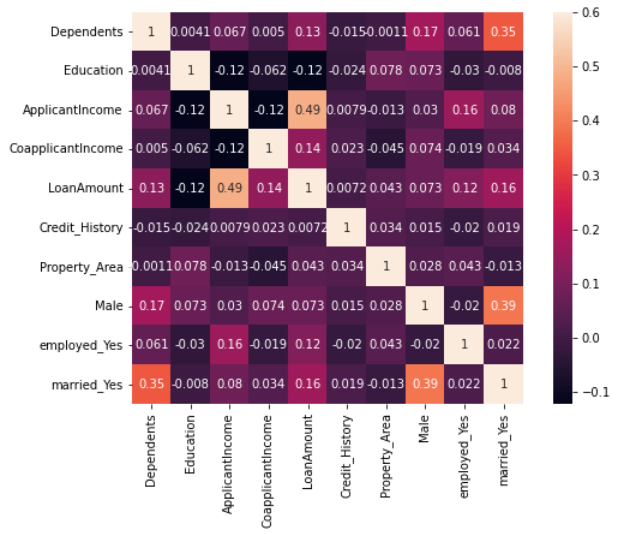 Dependents 1 0.0041 0.067 0.005 0.13 -0.015 -0.0011 0.17 0.061 0.35
Education 0.0041 1 -0.12 -0.062 -0.12 -0.024 0.078 0.073 -0.03 -0.008
ApplicantIncome 0.067 -0.12 1 -0.12 0.49 0.0079 -0.013 0.03 0.16 0.08
CoapplicantIncome 0.005 -0.062 -0.12 1 0.14 0.023 -0.045 0.074 -0.019 0.034
LoanAmount 0.13 -0.12 0.49 0.14 1 0.0072 0.043 0.073 0.12 0.16
Credit_History -0.015 -0.024 0.0079 0.023 0.0072 1 0.034 0.015 -0.02 0.019
Property_Area -0.0011 0.078 -0.013 -0.045 0.043 0.034 1 0.028 0.043 -0.013
Male 0.17 0.073 0.03 0.074 0.073 0.015 0.028 1 -0.02 0.39
employed_Yes 0.061 -0.03 0.16 -0.019 0.12 -0.02 0.043 -0.02 1 0.022
married_Yes 0.35 -0.008 0.08 0.034 0.16 0.019 -0.013 0.39 0.022 1
Dependents
Education
ApplicantIncome
CoapplicantIncome
LoanAmount
Credit_History
Property_Area
Male
employed_Yes
married_Yes
0.6
0.5
0.4
0.3
0.2
0.1
0.0
−0.1